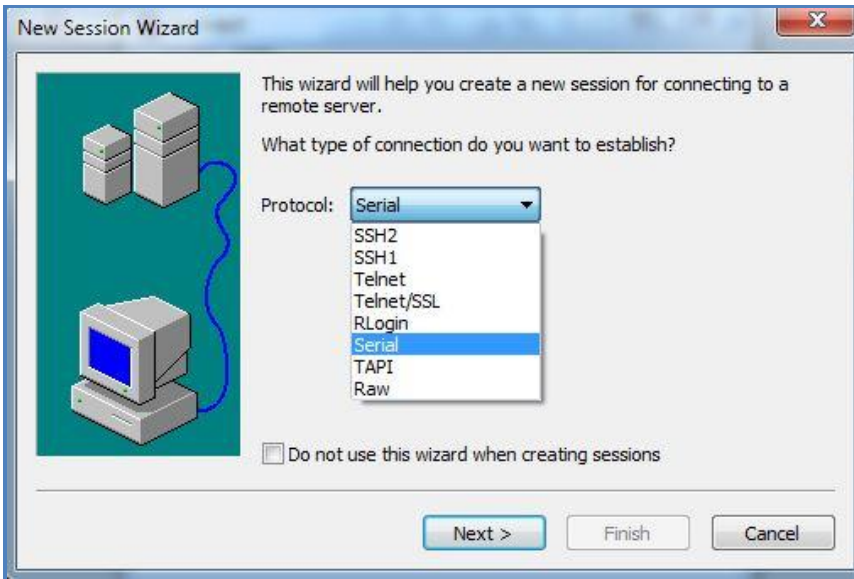 New Session Wizard
This wizard will help you create a new session for connecting to a
remote server.
What type of connection do you want to establish?
Protocol: Serial
SSH2
SSH1
Telnet
Telnet/SSL
RLogin
Serial
TAPI
Raw
Do not use this wizard when creating sessions
Next > Finish Cancel